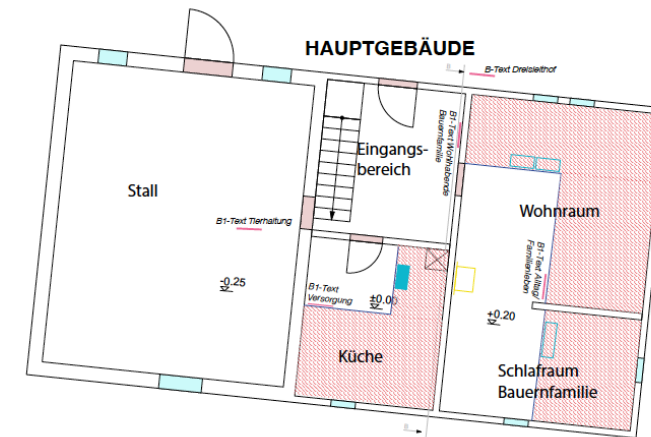 HAUPTGEBÄUDE
B-Text Dreiseithof
B1-Text Wohlhabende
Bauernfamilie
Eingangs-
bereich
Stall
B1-Text Tierhaltung
Wohnraum
B1-Text Alltag/
Familienleben
-0.25
B1-Text
Versorgung
±0.00
+0.20
Küche
Schlafraum
Bauernfamilie